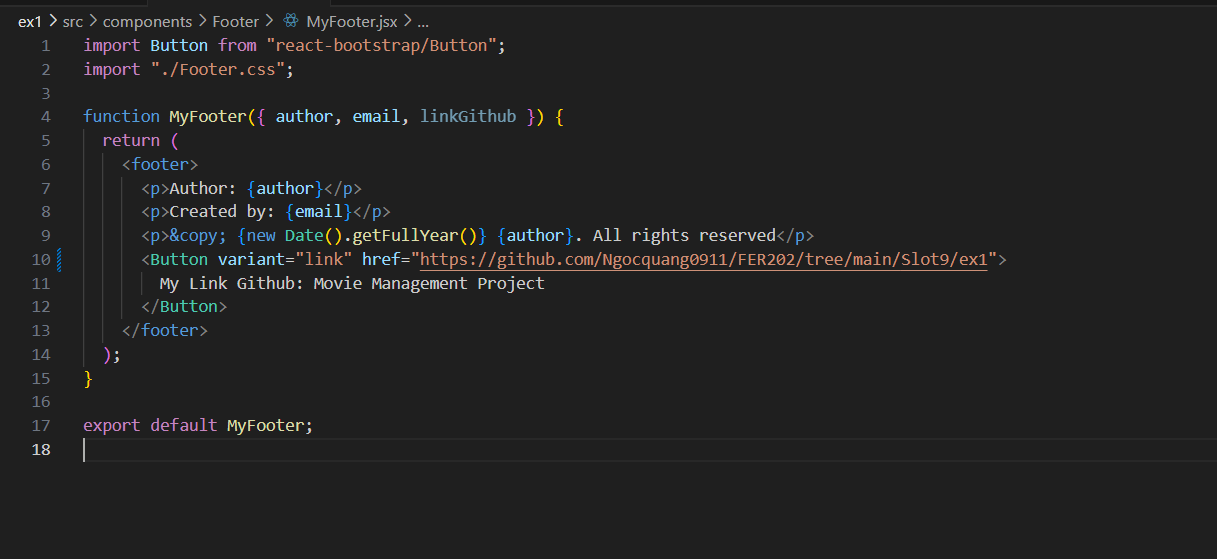 ex1 > src > components > Footer > MyFooter.jsx > ...
1 import Button from "react-bootstrap/Button";
2 import "./Footer.css";
3
4 function MyFooter({ author, email, linkGithub }) {
5 return (
6 <footer>
7 <p>Author: {author}</p>
8 <p>Created by: {email}</p>
9 <p>&copy; {new Date().getFullYear()} {author}. All rights reserved</p>
10 <Button variant="link" href="https://github.com/Ngocquang0911/FER202/tree/main/Slot9/ex1">
11 My Link Github: Movie Management Project
12 </Button>
13 </footer>
14 );
15 }
16
17 export default MyFooter;
18